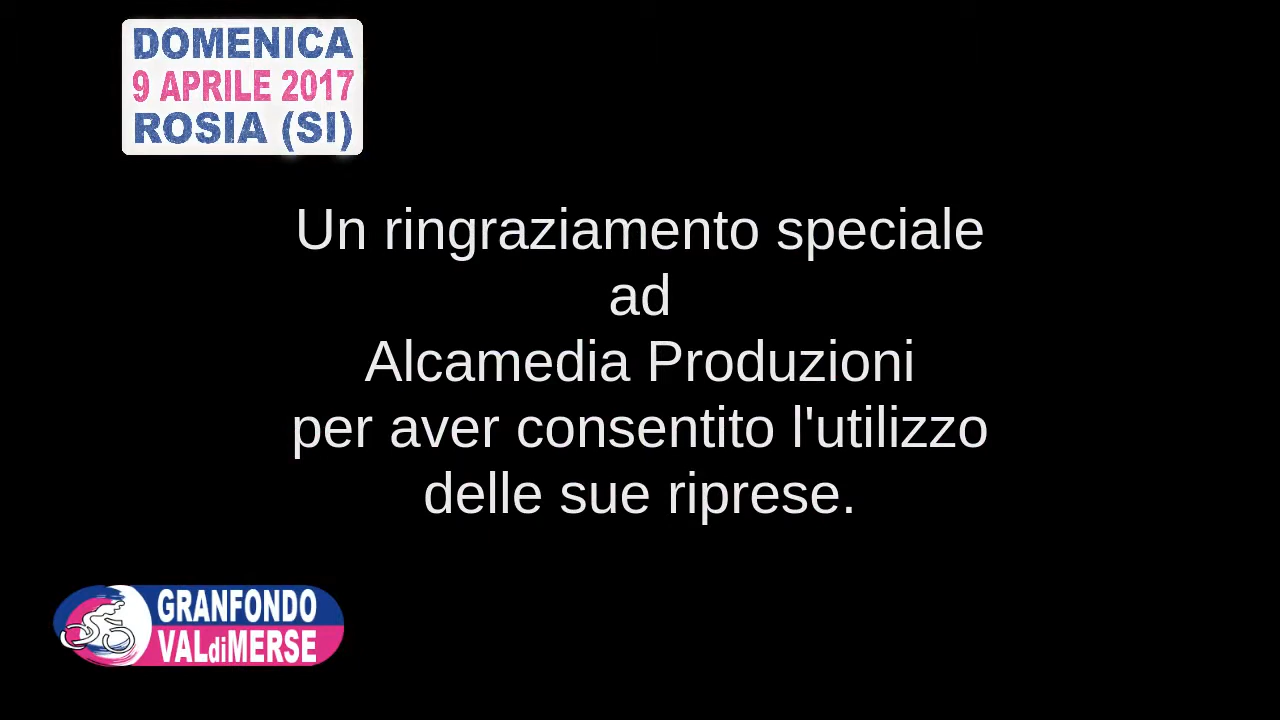 DOMENICA
9 APRILE 2017
ROSIA (SI)
Un ringraziamento speciale
ad
Alcamedia Produzioni
per aver consentito l'utilizzo
delle sue riprese.
GRANFONDO
VALdiMERSE